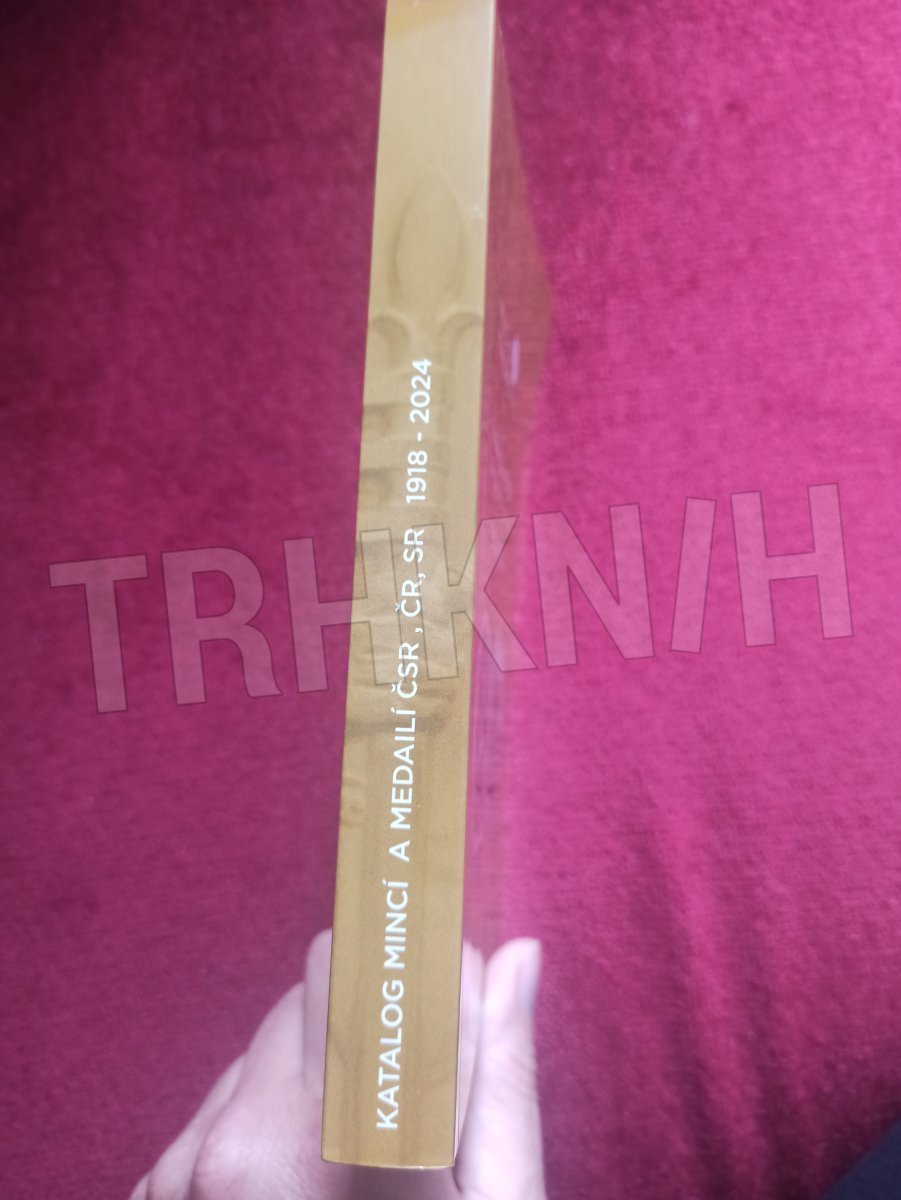 KATALOG MINCÍ A MEDAILÍ ČSR , ČR, SR 1918 - 2024
TRHKNIH